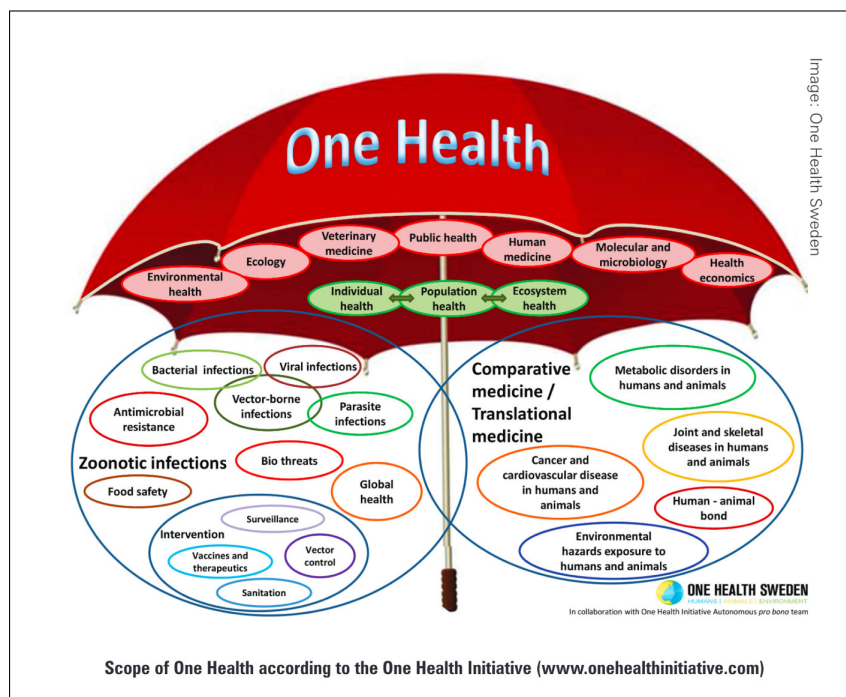 One Health
Image: One Health Sweden
Environmental
health
Ecology
Veterinary
medicine
Public health
Human
medicine
Molecular and
microbiology
Health
economics
Individual
health
Population
health
Ecosystem
health
Bacterial infections
Viral infections
Vector-borne
infections
Parasite
infections
Antimicrobial
resistance
Zoonotic infections
Bio threats
Food safety
Global
health
Intervention
Surveillance
Vaccines and
therapeutics
Vector
control
Sanitation
Comparative
medicine /
Translational
medicine
Metabolic disorders in
humans and animals
Joint and skeletal
diseases in humans
and animals
Cancer and
cardiovascular disease
in humans and
animals
Human - animal
bond
Environmental
hazards exposure to
humans and animals
ONE HEALTH SWEDEN
HUMANS | ANIMALS | ENVIRONMENT
In collaboration with One Health Initiative Autonomous pro bono team
Scope of One Health according to the One Health Initiative (www.onehealthinitiative.com)